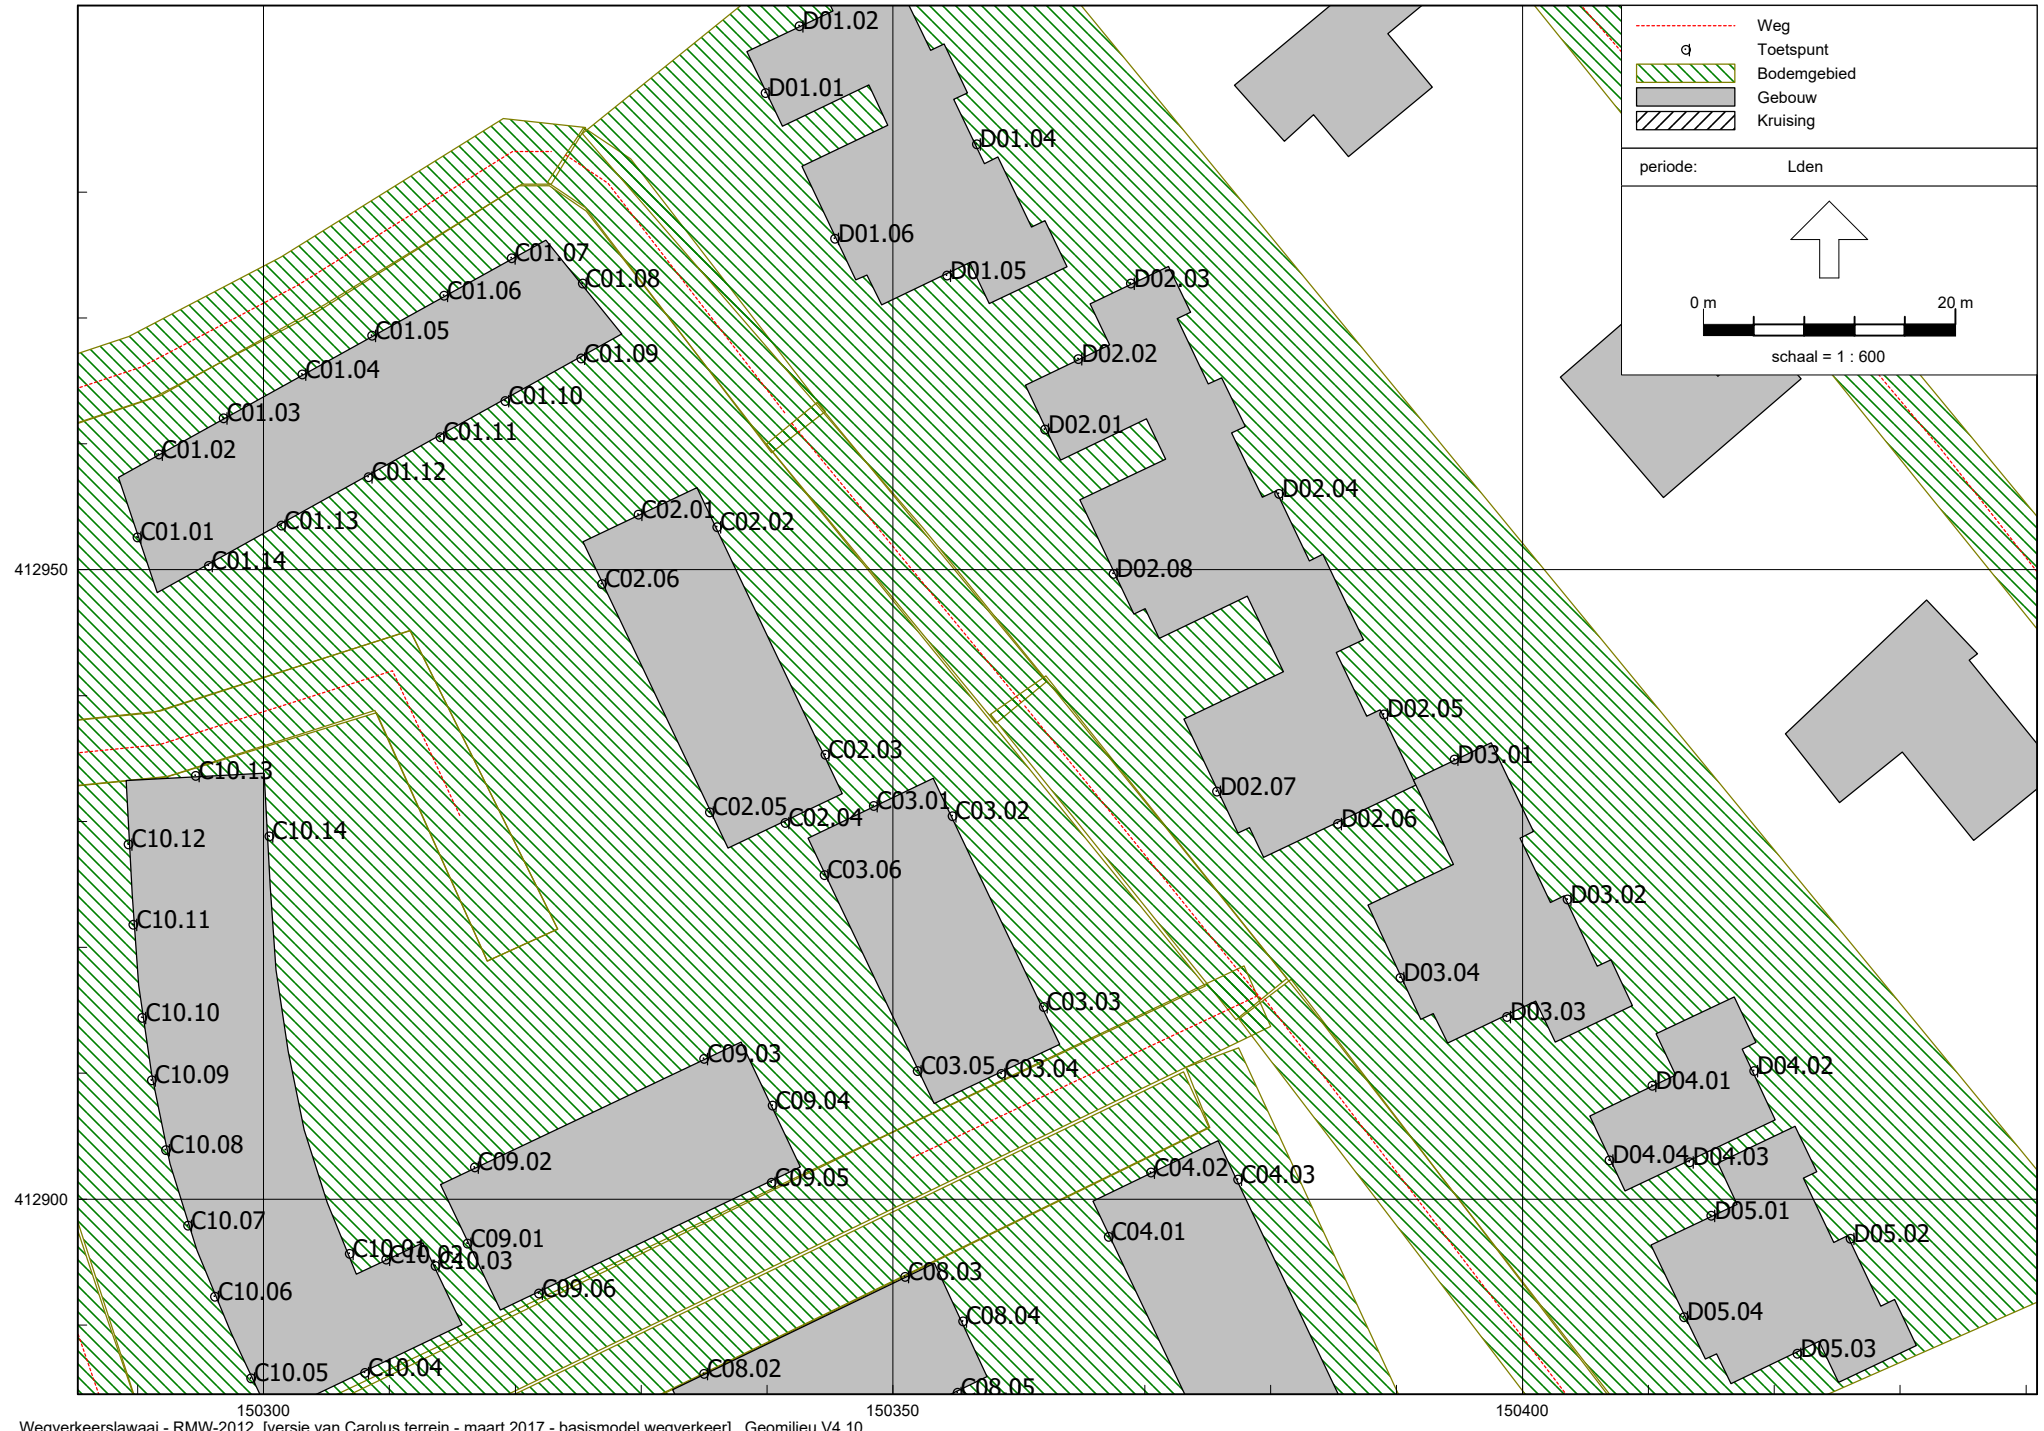 D01.02
Weg
Toetspunt
Bodemgebied
Gebouw
Kruising
D01.01
D01.04
periode: Lden
D01.06
D01.05
D02.03
C01.07
C01.08
C01.06
0 m 20 m
C01.05
schaal = 1 : 600
C01.04
C01.09
D02.02
C01.10
C01.03
D02.01
C01.11
C01.02
C01.12
D02.04
C02.01
C02.02
C01.13
C01.01
C01.14
412950
C02.06
D02.08
D02.05
C02.03
D03.01
C10.13
D02.07
C03.01
C03.02
C02.05
C02.04
D02.06
C10.14
C10.12
C03.06
D03.02
C10.11
D03.04
C03.03
C10.10
D03.03
C09.03
C03.05
C03.04
D04.02
C10.09
D04.01
C09.04
C10.08
C09.02
D04.04
D04.03
C04.02
C09.05
C04.03
412900
C10.07
D05.01
C04.01
C09.01
D05.02
C10.01
C10.02
C10.03
C08.03
C10.06
C09.06
C08.04
D05.04
D05.03
C10.04
C10.05
C08.02
C08.05
150300 150350 150400
Wegverkeerslawaai - RMW-2012, [versie van Carolus terrein - maart 2017 - basismodel wegverkeer] , Geomilieu V4.10